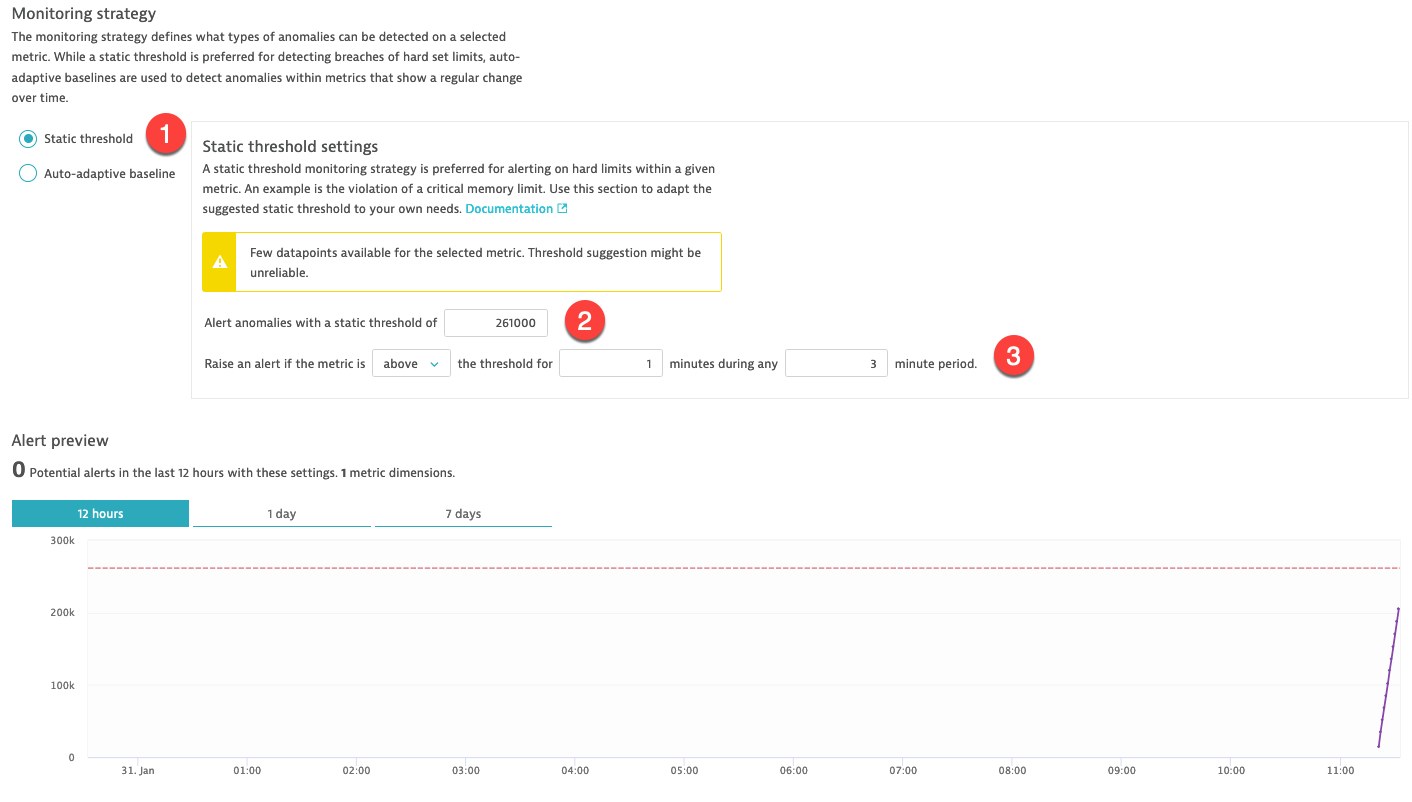 Monitoring strategy
The monitoring strategy defines what types of anomalies can be detected on a selected
metric. While a static threshold is preferred for detecting breaches of hard set limits, auto-
adaptive baselines are used to detect anomalies within metrics that show a regular change
over time.
Static threshold
1
Auto-adaptive baseline
Static threshold settings
A static threshold monitoring strategy is preferred for alerting on hard limits within a given
metric. An example is the violation of a critical memory limit. Use this section to adapt the
suggested static threshold to your own needs. Documentation
Few datapoints available for the selected metric. Threshold suggestion might be
unreliable.
Alert anomalies with a static threshold of 261000
2
Raise an alert if the metric is above the threshold for 1 minutes during any 3 minute period.
3
Alert preview
0 Potential alerts in the last 12 hours with these settings. 1 metric dimensions.
12 hours 1 day 7 days
300k
200k
100k
0
31. Jan 01:00 02:00 03:00 04:00 05:00 06:00 07:00 08:00 09:00 10:00 11:00